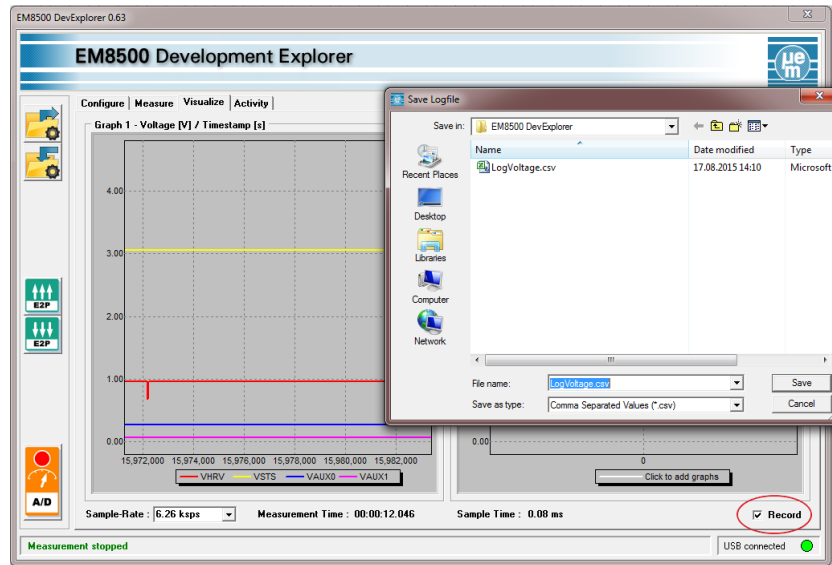 EM8500 DevExplorer 0.63
EM8500 Development Explorer
µem
Configure Measure Visualize Activity
Graph 1 - Voltage [V] / Timestamp [s]
4.00
3.00
2.00
1.00
0.00
15,972,000 15,974,000 15,976,000 15,978,000 15,980,000 15,982,000
VHRV VSTS VAUX0 VAUX1
E2P
E2P
A/D
Save Logfile
Save in: EM8500 DevExplorer
Name Date modified Type
LogVoltage.csv 17.08.2015 14:10 Microsoft
Recent Places
Desktop
Libraries
Computer
Network
File name: LogVoltage.csv Save
Save as type: Comma Separated Values (*.csv) Cancel
0.00
0
Click to add graphs
Sample-Rate : 6.26 ksps Measurement Time : 00:00:12.046 Sample Time : 0.08 ms Record
Measurement stopped USB connected